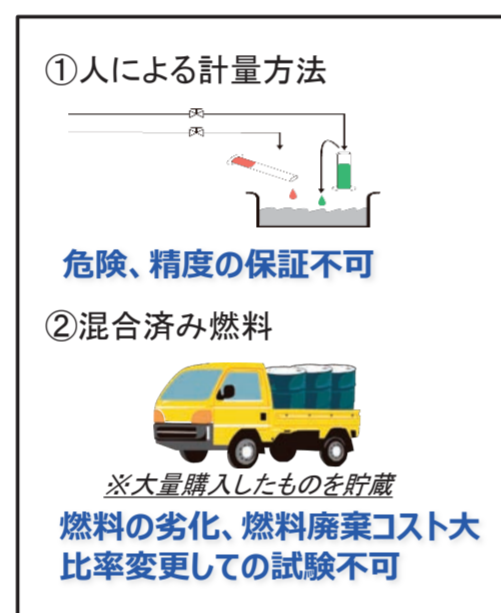 ①人による計量方法
危険、精度の保証不可
②混合済み燃料
※大量購入したものを貯蔵
燃料の劣化、燃料廃棄コスト大
比率変更しての試験不可